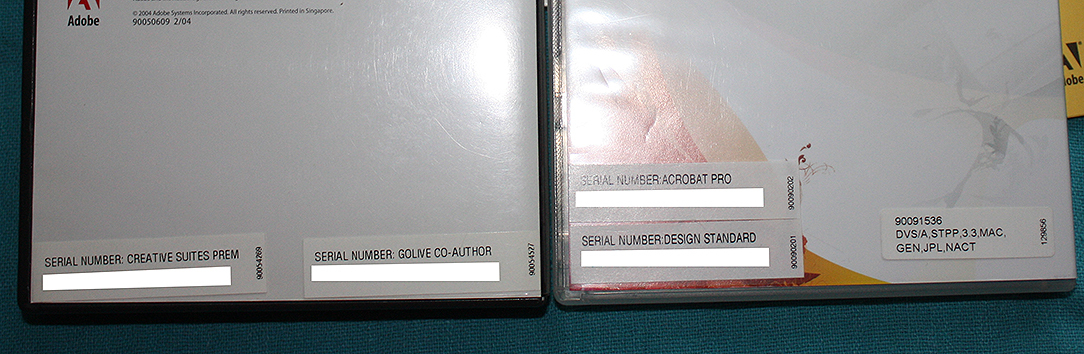 Adobe
© 2004 Adobe Systems Incorporated. All rights reserved. Printed in Singapore.
90050609 2/04
SERIAL NUMBER: CREATIVE SUITES PREM
90054289
SERIAL NUMBER: GOLIVE CO-AUTHOR
90054527
SERIAL NUMBER:ACROBAT PRO
90090202
SERIAL NUMBER:DESIGN STANDARD
90090201
90091536
DVS/A,STPP,3.3,MAC,
GEN,JPL,NACT
129856